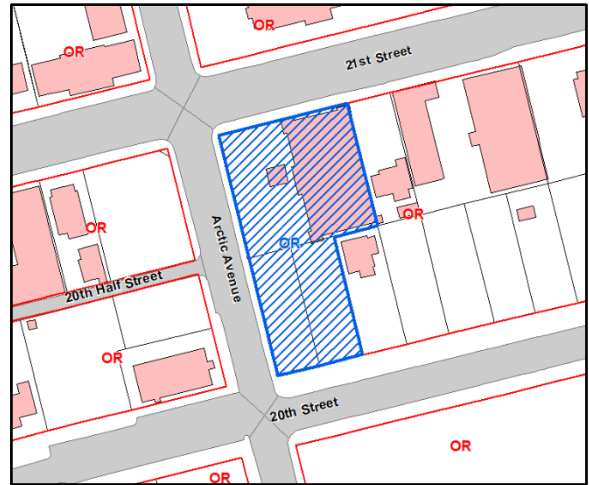 OR
OR
21st Street
OR
OR
OR
Arctic Avenue
20th Half Street
OR
20th Street
OR
OR